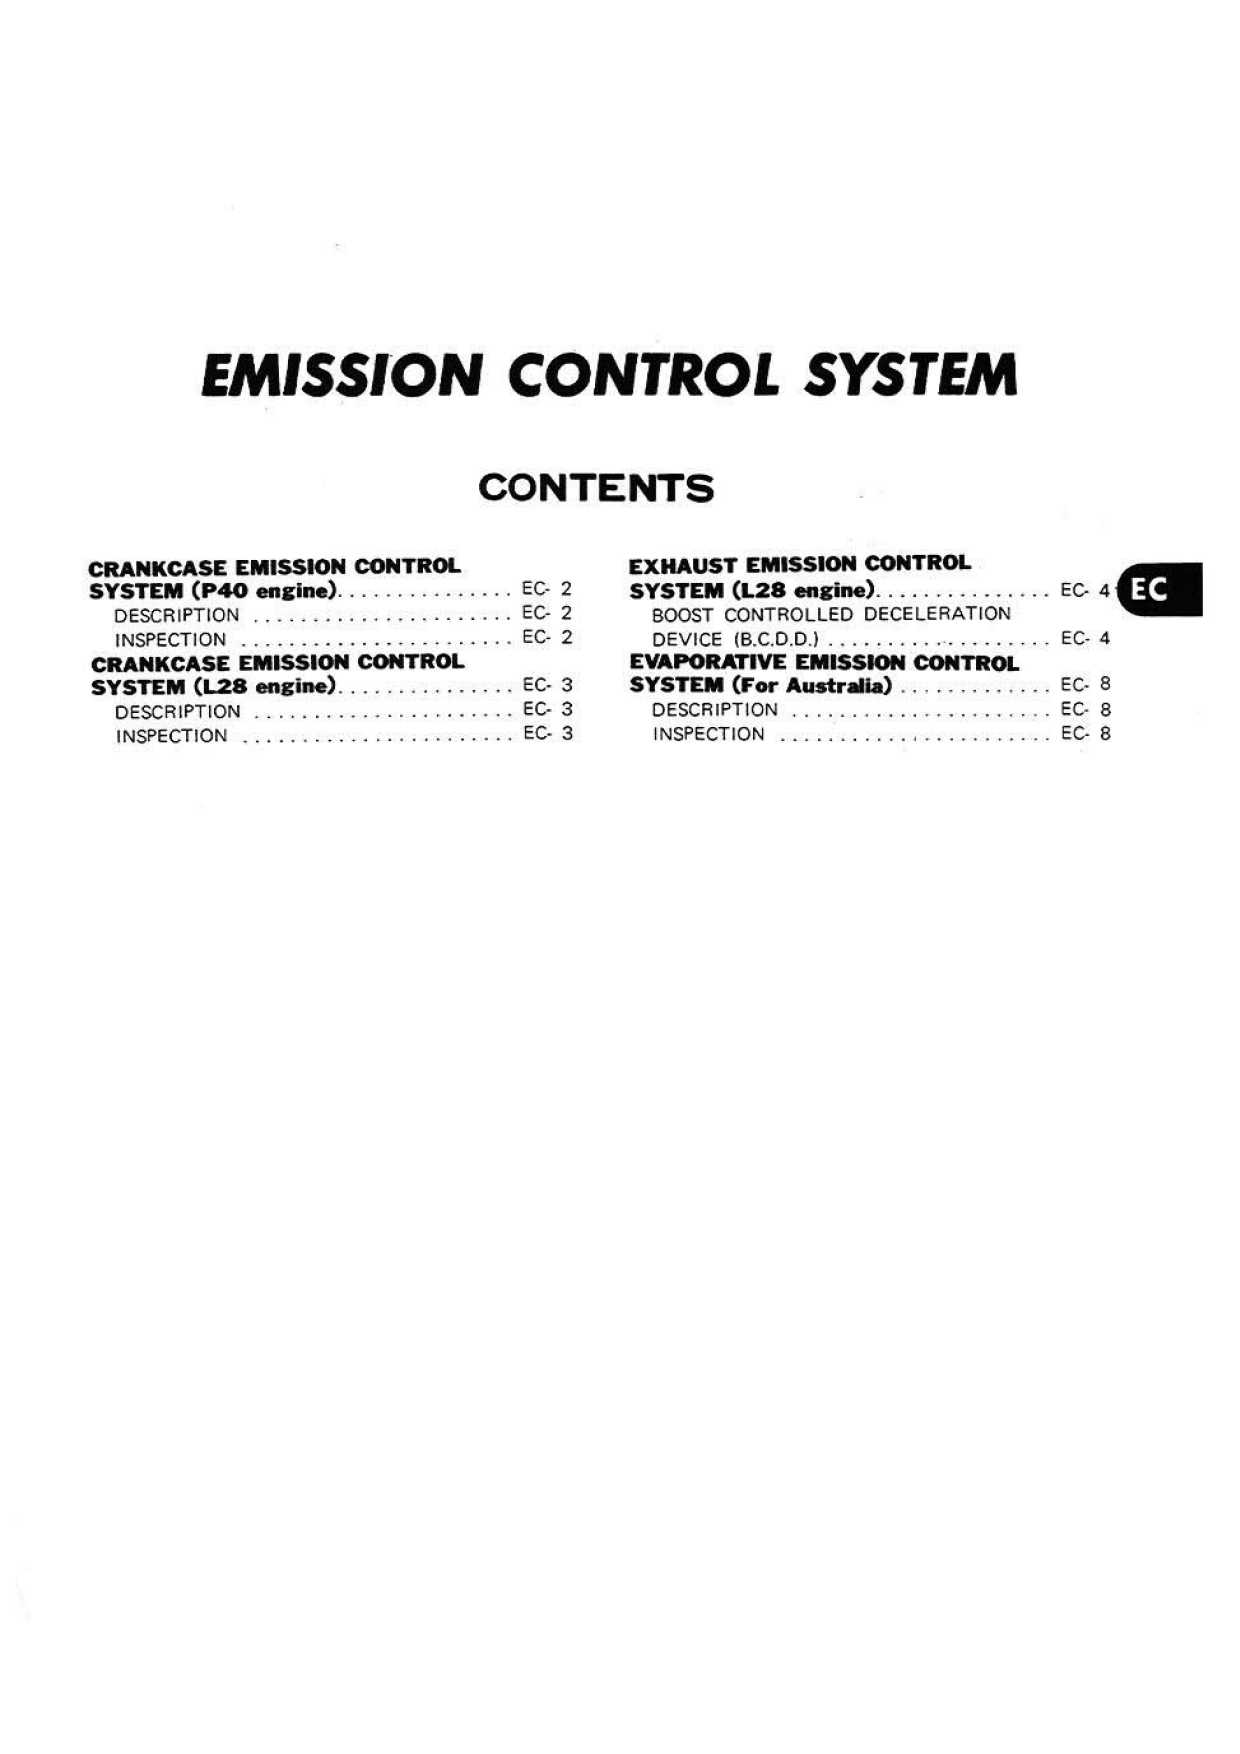 EMISSION CONTROL SYSTEM
CONTENTS
CRANKCASE EMISSION CONTROL
SYSTEM (P40 engine). . . . . . . . . . . . . . . EC- 2
DESCRIPTION . . . . . . . . . . . . . . . . . . . . . . EC- 2
INSPECTION . . . . . . . . . . . . . . . . . . . . . . . EC- 2
CRANKCASE EMISSION CONTROL
SYSTEM (L28 engine). . . . . . . . . . . . . . . EC- 3
DESCRIPTION . . . . . . . . . . . . . . . . . . . . . . EC- 3
INSPECTION . . . . . . . . . . . . . . . . . . . . . . . EC- 3
EXHAUST EMISSION CONTROL
SYSTEM (L28 engine). . . . . . . . . . . . . . . EC- 4
BOOST CONTROLLED DECELERATION
DEVICE (B.C.D.D.) . . . . . . . . . . . . . . . . . . . EC- 4
EVAPORATIVE EMISSION CONTROL
SYSTEM (For Australia) . . . . . . . . . . . . . EC- 8
DESCRIPTION . . . . . . . . . . . . . . . . . . . . . . EC- 8
INSPECTION . . . . . . . . . . . . . . . . . . . . . . . EC- 8
EC